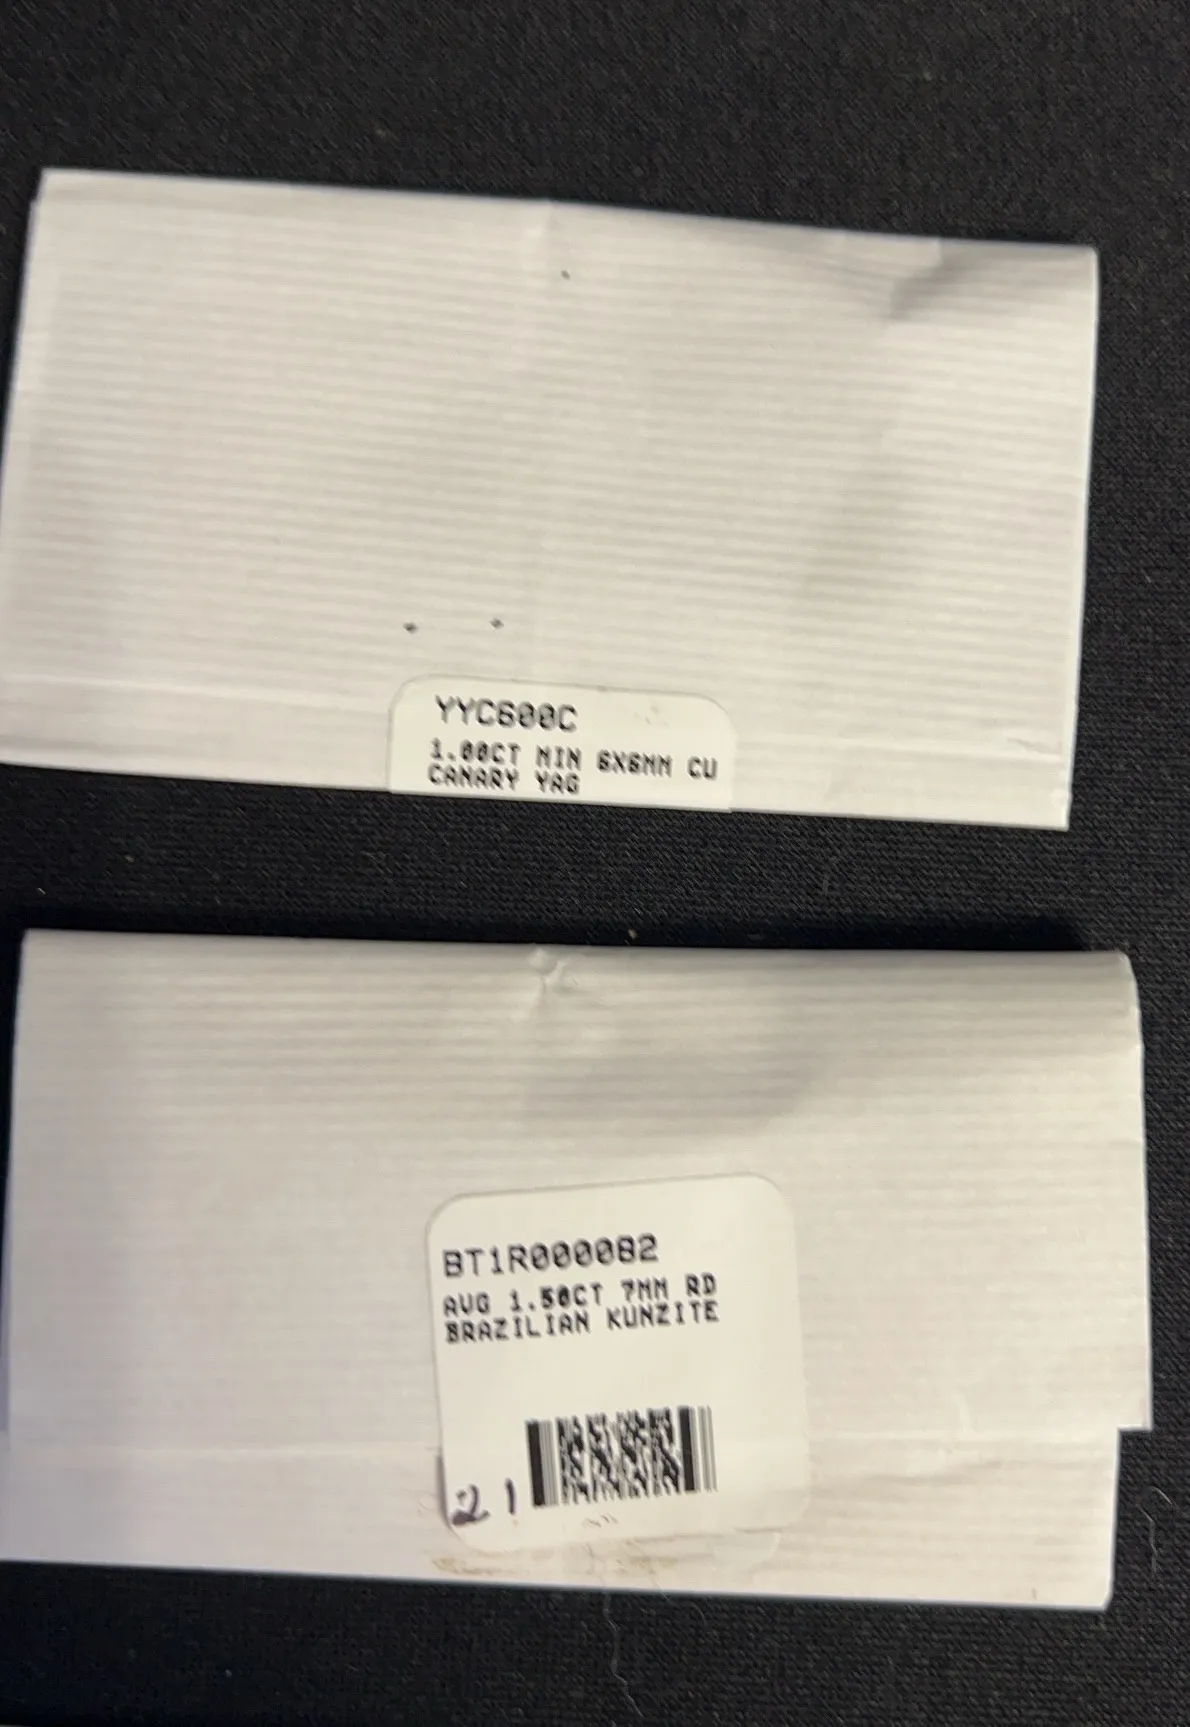 YYC600C
1.00CT MIN 6X6MM CU
CANARY YAG
BT1R000082
AVG 1.50CT 7MM RD
BRAZILIAN KUNZITE
21